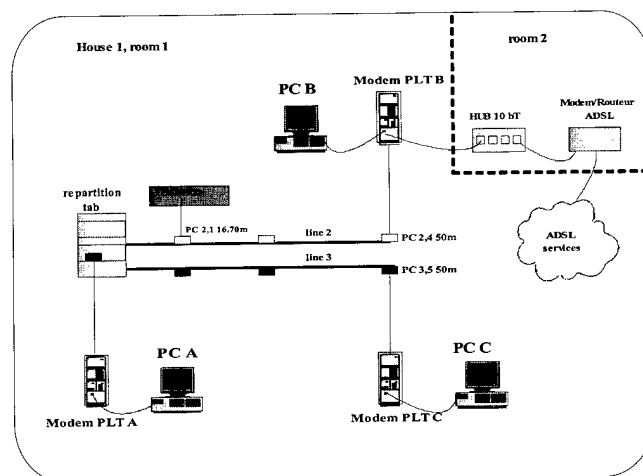 House 1, room 1
room 2
PC B
Modem PLT B
HUB 10 bT
Modem/Routeur
ADSL
repartition
tab
PC 2,1 16.70m
line 2
PC 2,4 50m
line 3
PC 3,5 50m
ADSL
services
PC A
PC C
Modem PLT A
Modem PLT C